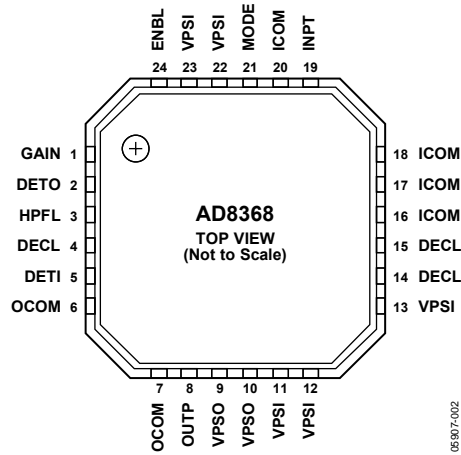 ENBL
VPSI
VPSI
MODE
ICOM
INPT
24
23
22
21
20
19
GAIN 1
DETO 2
HPFL 3
DECL 4
DETI 5
OCOM 6
AD8368
TOP VIEW
(Not to Scale)
18 ICOM
17 ICOM
16 ICOM
15 DECL
14 DECL
13 VPSI
7
8
9
10
11
12
OCOM
OUTP
VPSO
VPSO
VPSI
VPSI
05907-002